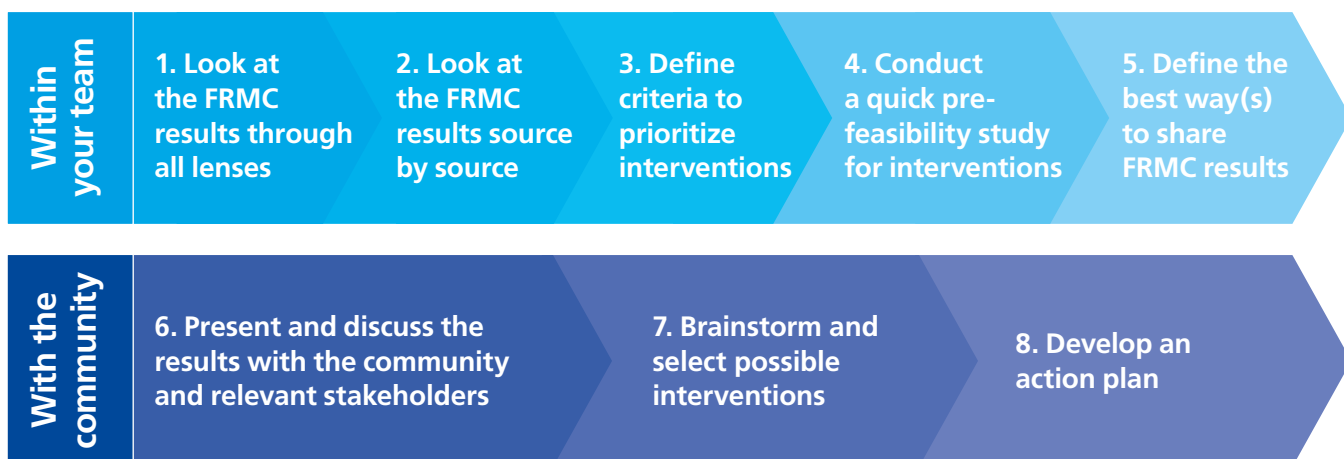 Within
your team
1. Look at
the FRMC
results through
all lenses
2. Look at
the FRMC
results source
by source
3. Define
criteria to
prioritize
interventions
4. Conduct
a quick pre-
feasibility study
for interventions
5. Define the
best way(s)
to share
FRMC results
With the
community
6. Present and discuss the
results with the community
and relevant stakeholders
7. Brainstorm and
select possible
interventions
8. Develop an
action plan